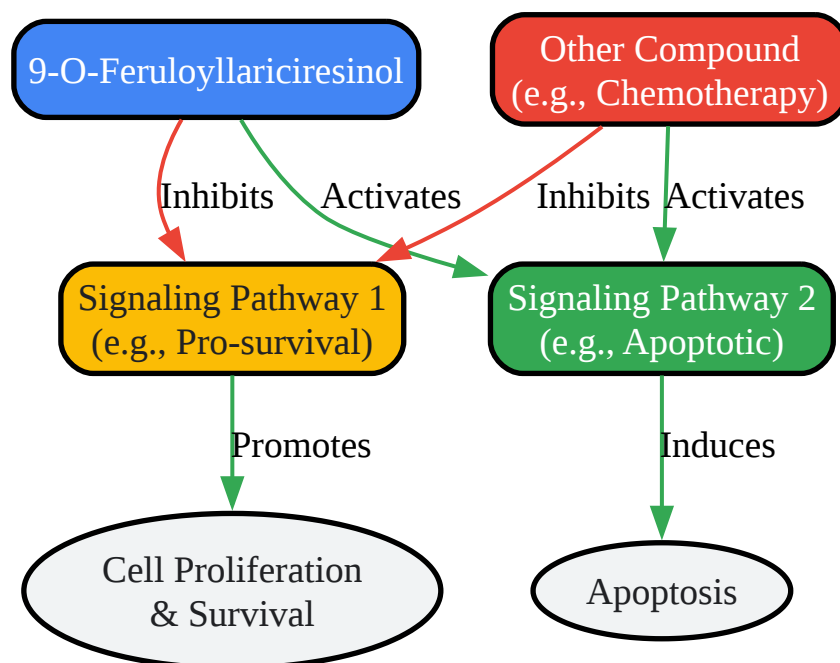 9-O-Feruloyllariciresinol
Other Compound
(e.g., Chemotherapy)
Inhibits
Activates
Inhibits
Activates
Signaling Pathway 1
(e.g., Pro-survival)
Signaling Pathway 2
(e.g., Apoptotic)
Promotes
Induces
Cell Proliferation
& Survival
Apoptosis